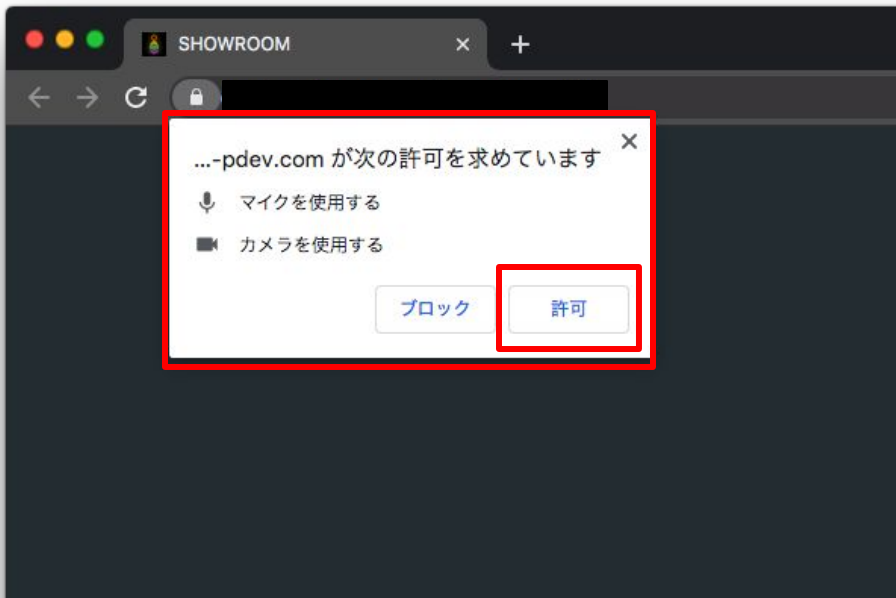 SHOWROOM
...-pdev.com が次の許可を求めています
マイクを使用する
カメラを使用する
ブロック
許可